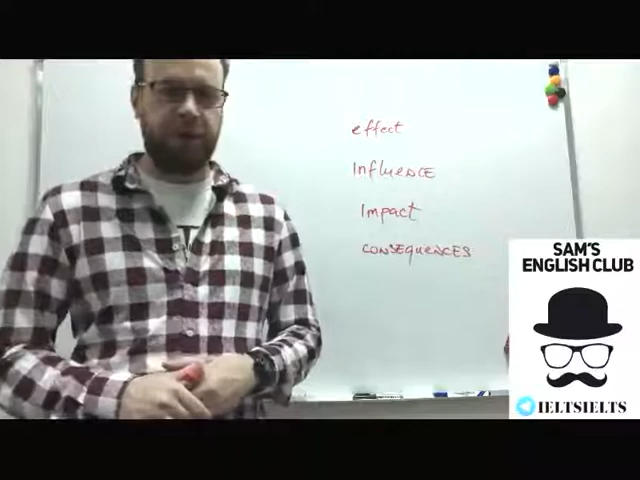 effect
Influence
Impact
consequences
SAM'S
ENGLISH CLUB
IELTSIELTS